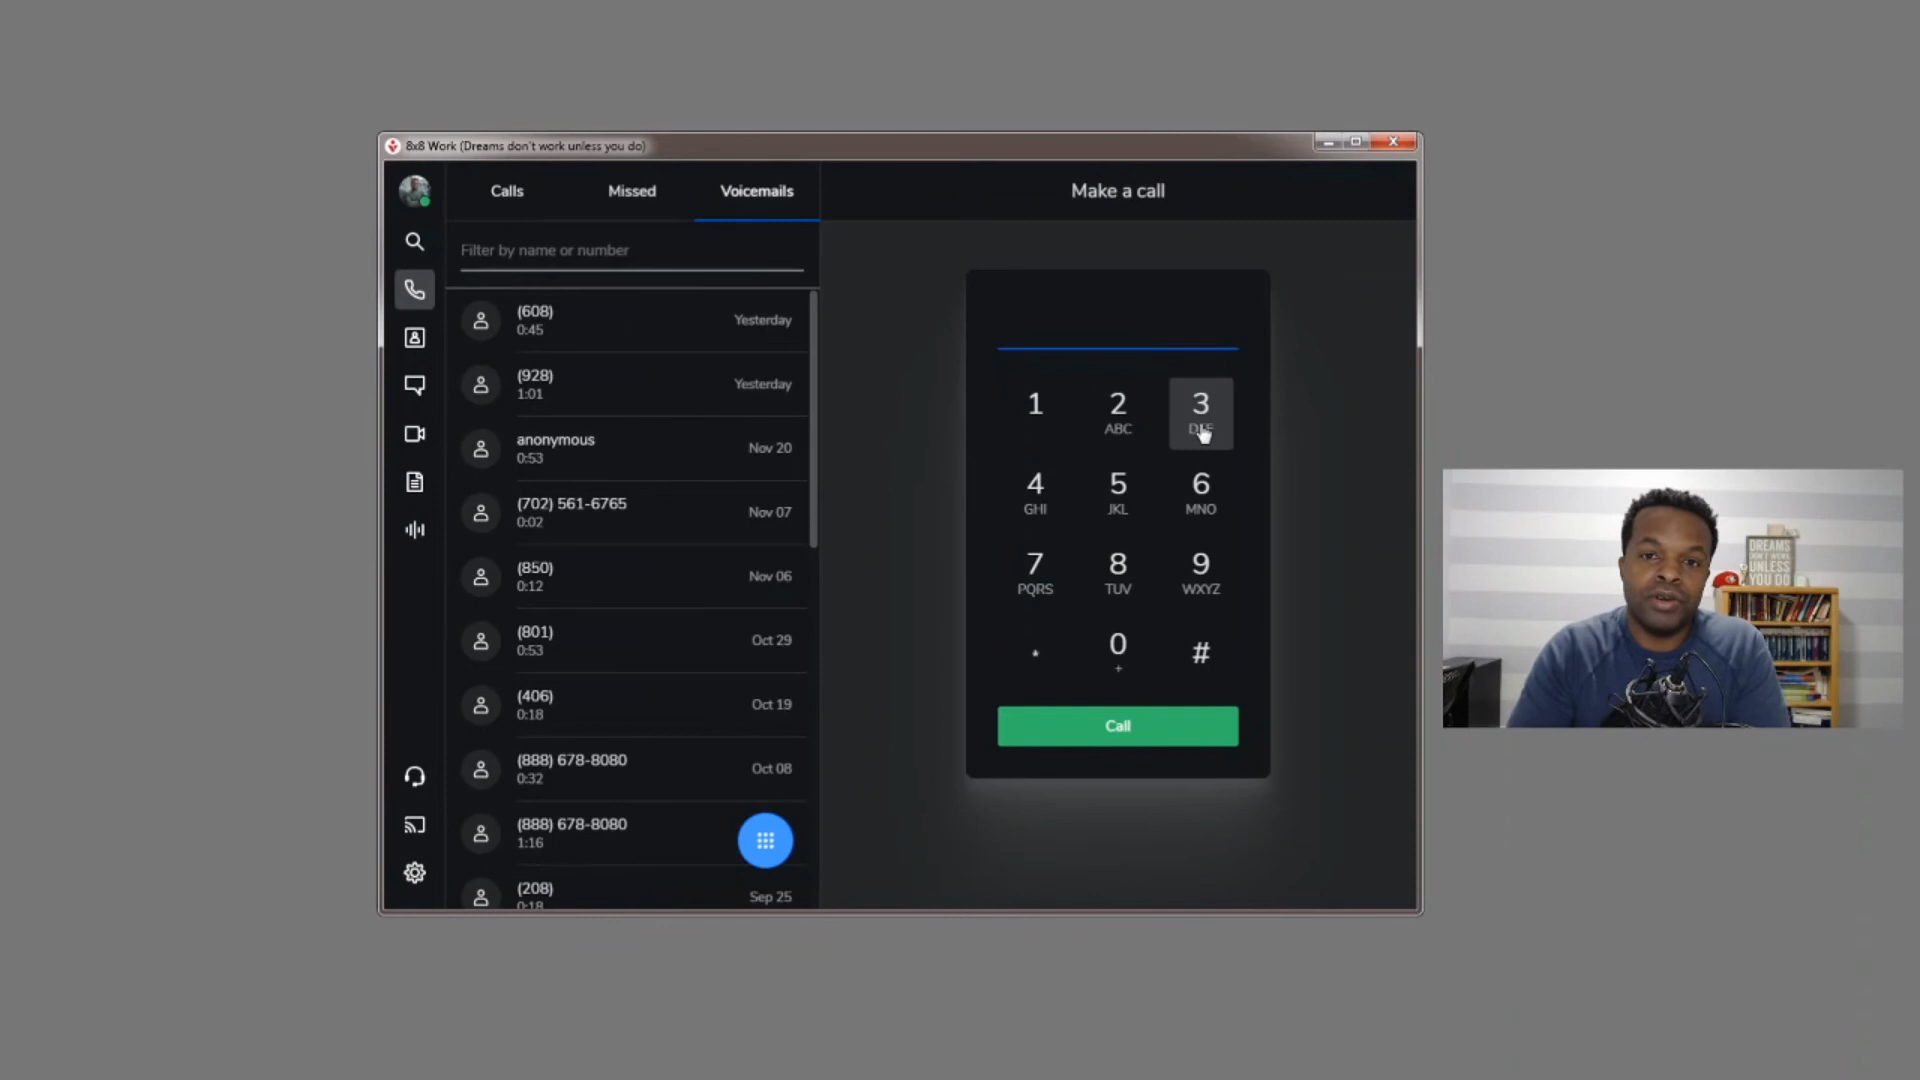 8x8 Work (Dreams don't work unless you do)
Calls
Missed
Voicemails
Make a call
Filter by name or number
(608)
0:45
Yesterday
(928)
1:01
Yesterday
anonymous
0:53
Nov 20
(702) 561-6765
0:02
Nov 07
(850)
0:12
Nov 06
(801)
0:53
Oct 29
(406)
0:18
Oct 19
(888) 678-8080
0:32
Oct 08
(888) 678-8080
1:16
(208)
0:18
Sep 25
1 2 3
ABC
4 5 6
GHI JKL MNO
7 8 9
PQRS TUV WXYZ
* 0 #
+
Call
DREAMS
DON'T WORK
UNLESS
YOU DO